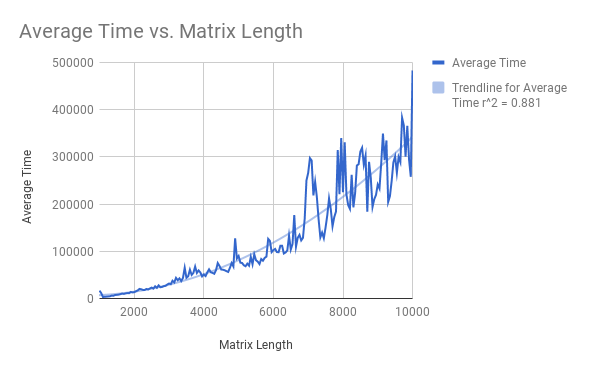 Average Time vs. Matrix Length
Average Time
Trendline for Average
Time r^2 = 0.881
500000
400000
300000
200000
100000
0
Average Time
2000
4000
6000
8000
10000
Matrix Length